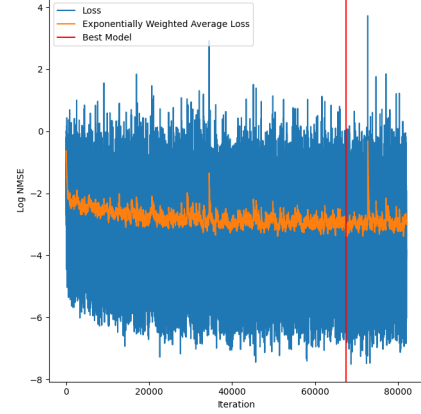 4
2
0
−2
−4
−6
−8
Log NMSE
Loss
Exponentially Weighted Average Loss
Best Model
0 20000 40000 60000 80000
Iteration